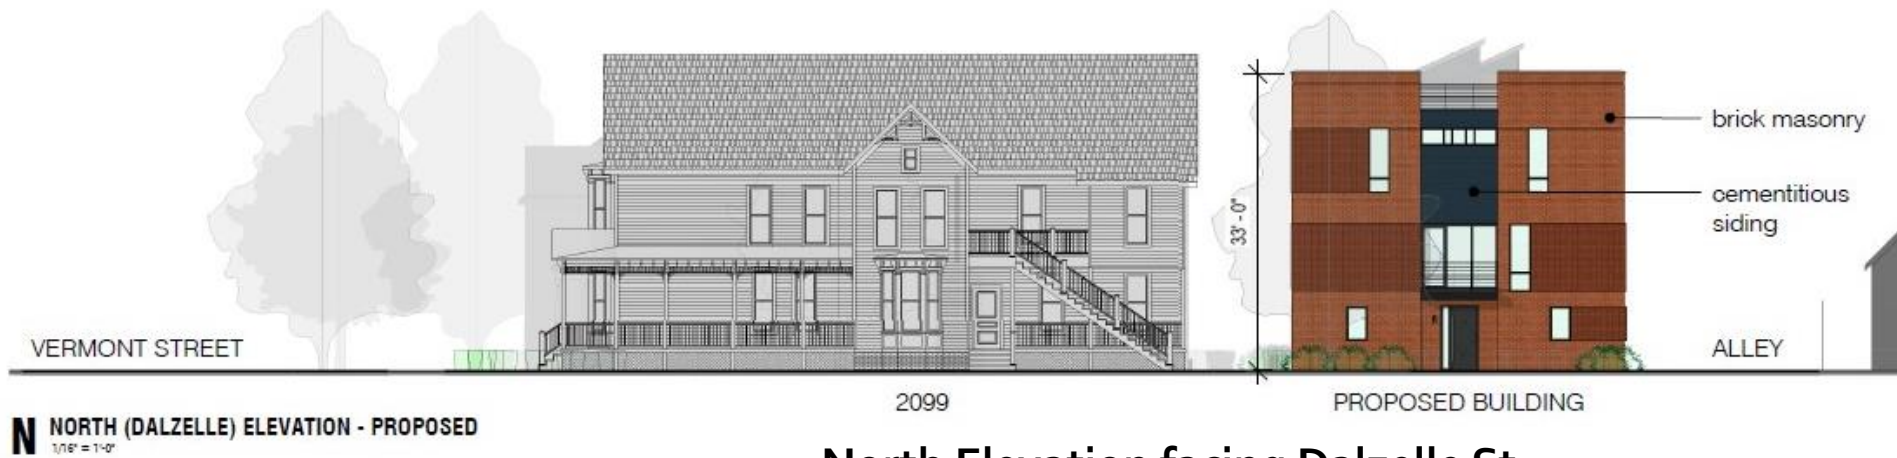 brick masonry
cementitious
siding
33' - 0"
VERMONT STREET
ALLEY
2099
PROPOSED BUILDING
N NORTH (DALZELLE) ELEVATION - PROPOSED
1/16" = 1'-0"
North Elevation facing Dalzelle St